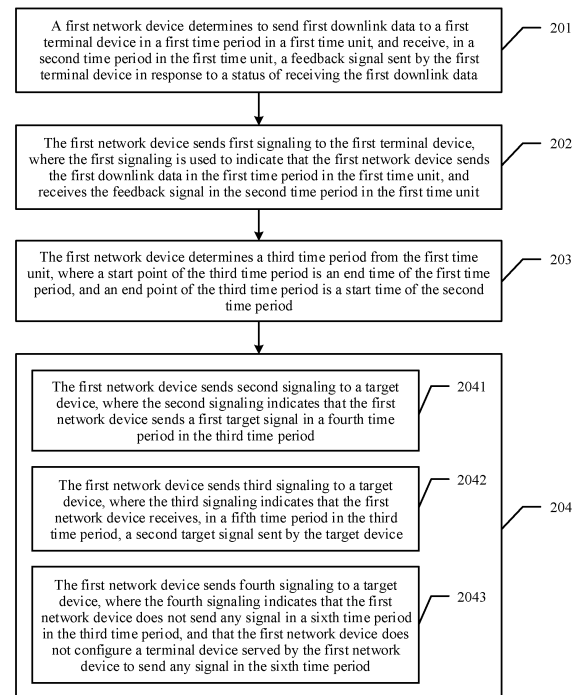 A first network device determines to send first downlink data to a first
terminal device in a first time period in a first time unit, and receive, in a
second time period in the first time unit, a feedback signal sent by the first
terminal device in response to a status of receiving the first downlink data
201
The first network device sends first signaling to the first terminal device,
where the first signaling is used to indicate that the first network device sends
the first downlink data in the first time period in the first time unit, and
receives the feedback signal in the second time period in the first time unit
202
The first network device determines a third time period from the first time
unit, where a start point of the third time period is an end time of the first time
period, and an end point of the third time period is a start time of the second
time period
203
The first network device sends second signaling to a target
device, where the second signaling indicates that the first
network device sends a first target signal in a fourth time
period in the third time period
2041
The first network device sends third signaling to a target
device, where the third signaling indicates that the first
network device receives, in a fifth time period in the third
time period, a second target signal sent by the target device
2042
204
The first network device sends fourth signaling to a target
device, where the fourth signaling indicates that the first
network device does not send any signal in a sixth time period
in the third time period, and that the first network device does
not configure a terminal device served by the first network
device to send any signal in the sixth time period
2043